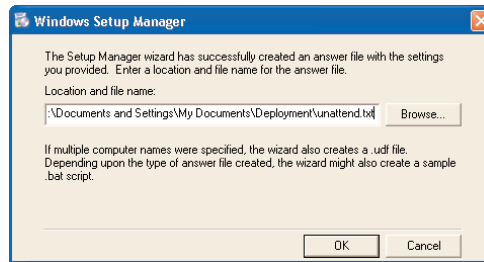 Windows Setup Manager
The Setup Manager wizard has successfully created an answer file with the settings
you provided. Enter a location and file name for the answer file.
Location and file name:
:\Documents and Settings\My Documents\Deployment\unattend.txt
Browse...
If multiple computer names were specified, the wizard also creates a .udf file.
Depending upon the type of answer file created, the wizard might also create a sample
.bat script.
OK
Cancel